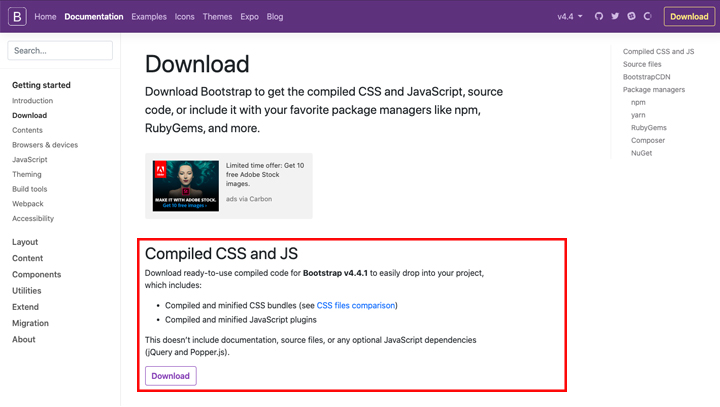 B Home Documentation Examples Icons Themes Expo Blog v4.4 Download
Search...
Getting started
Introduction
Download
Contents
Browsers & devices
JavaScript
Theming
Build tools
Webpack
Accessibility
Layout
Content
Components
Utilities
Extend
Migration
About
Download
Download Bootstrap to get the compiled CSS and JavaScript, source
code, or include it with your favorite package managers like npm,
RubyGems, and more.
MAKE IT WITH ADOBE STOCK.
Get 10 free images ›
Limited time offer: Get 10
free Adobe Stock
images.
ads via Carbon
Compiled CSS and JS
Download ready-to-use compiled code for Bootstrap v4.4.1 to easily drop into your project,
which includes:
• Compiled and minified CSS bundles (see CSS files comparison)
• Compiled and minified JavaScript plugins
This doesn't include documentation, source files, or any optional JavaScript dependencies
(jQuery and Popper.js).
Download
Compiled CSS and JS
Source files
BootstrapCDN
Package managers
npm
yarn
RubyGems
Composer
NuGet